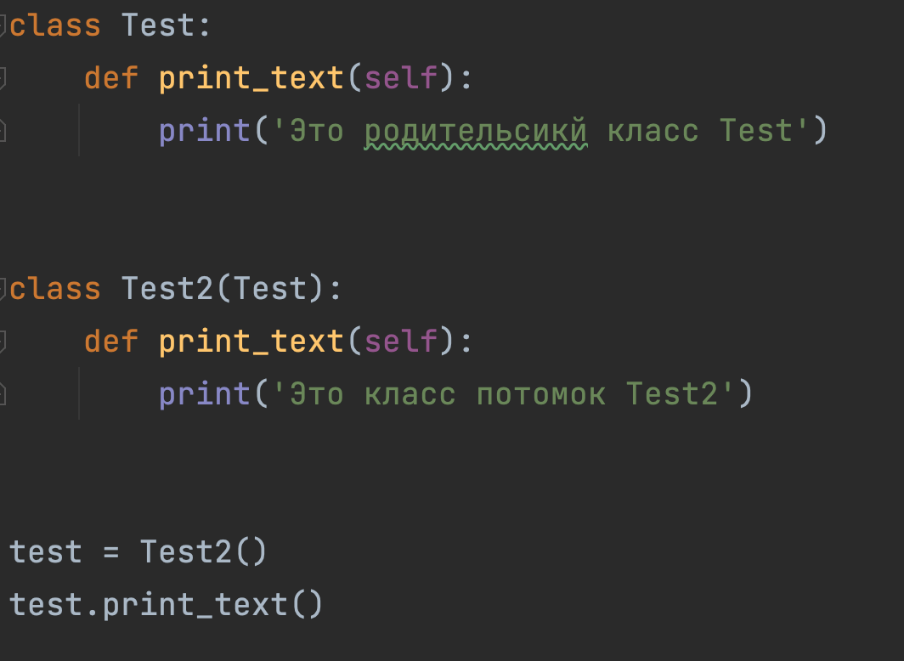 class Test:
def print_text(self):
print('Это родительсикй класс Test')
class Test2(Test):
def print_text(self):
print('Это класс потомок Test2')
test = Test2()
test.print_text()